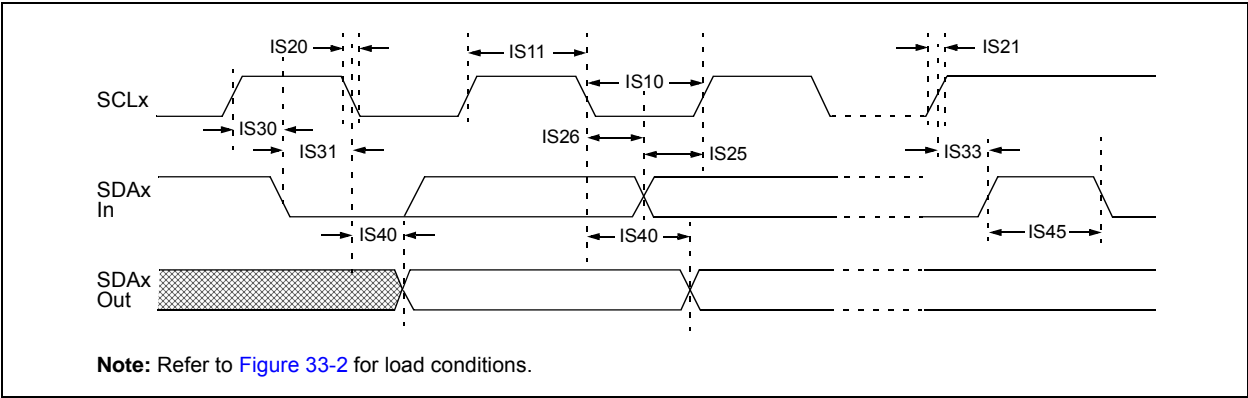 IS20
IS11
IS21
IS10
SCLx
IS30
IS26
IS31
IS25
IS33
SDAx
In
IS40
IS40
IS45
SDAx
Out
Note: Refer to Figure 33-2 for load conditions.